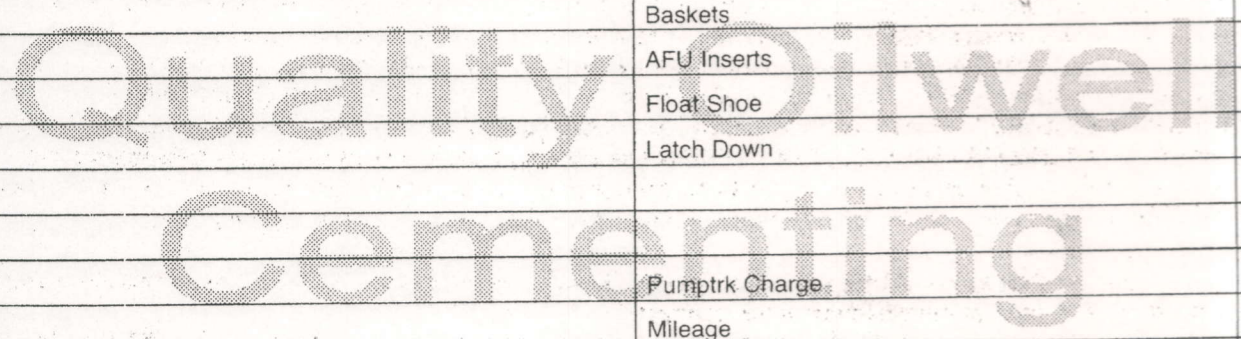 Baskets
Quality Oilwell
AFU Inserts
Float Shoe
Latch Down
Cementing
Pumptrk Charge
Mileage